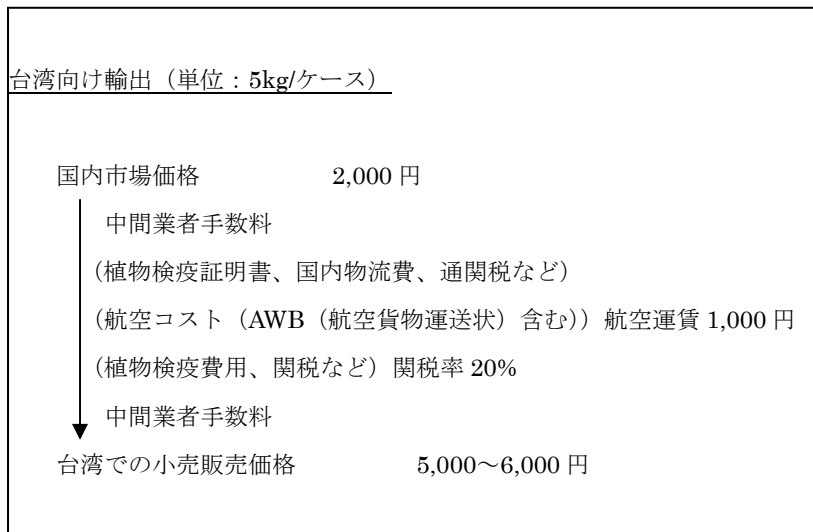 台湾向け輸出（単位：5kg/ケース）
国内市場価格 2,000 円
中間業者手数料
（植物検疫証明書、国内物流費、通関税など）
（航空コスト（AWB（航空貨物運送状）含む））航空運賃 1,000 円
（植物検疫費用、関税など）関税率 20%
中間業者手数料
台湾での小売販売価格 5,000～6,000 円